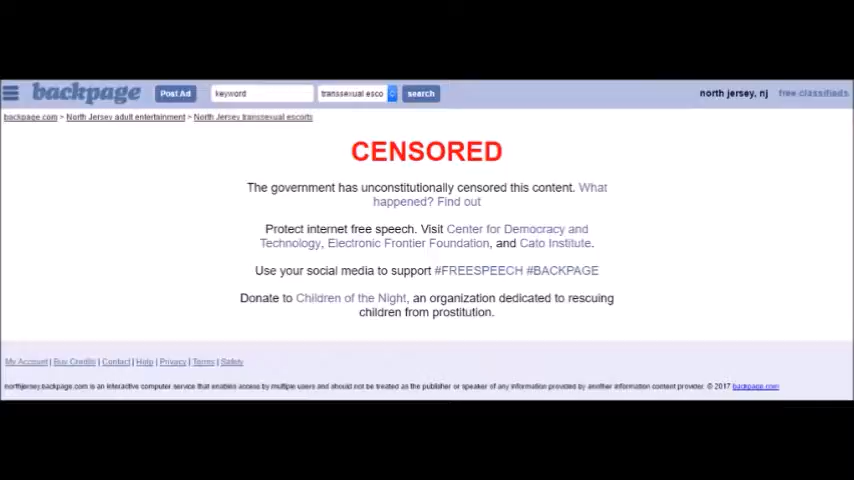 backpage Post Ad keyword transsexual esco search north jersey, nj free classifieds
backpage.com > North Jersey adult entertainment > North Jersey transsexual escorts
CENSORED
The government has unconstitutionally censored this content. What
happened? Find out
Protect internet free speech. Visit Center for Democracy and
Technology, Electronic Frontier Foundation, and Cato Institute.
Use your social media to support #FREESPEECH #BACKPAGE
Donate to Children of the Night, an organization dedicated to rescuing
children from prostitution.
My Account | Buy Credits | Contact | Help | Privacy | Terms | Safety
northjersey.backpage.com is an interactive computer service that enables access by multiple users and should not be treated as the publisher or speaker of any information provided by another information content provider. © 2017 backpage.com